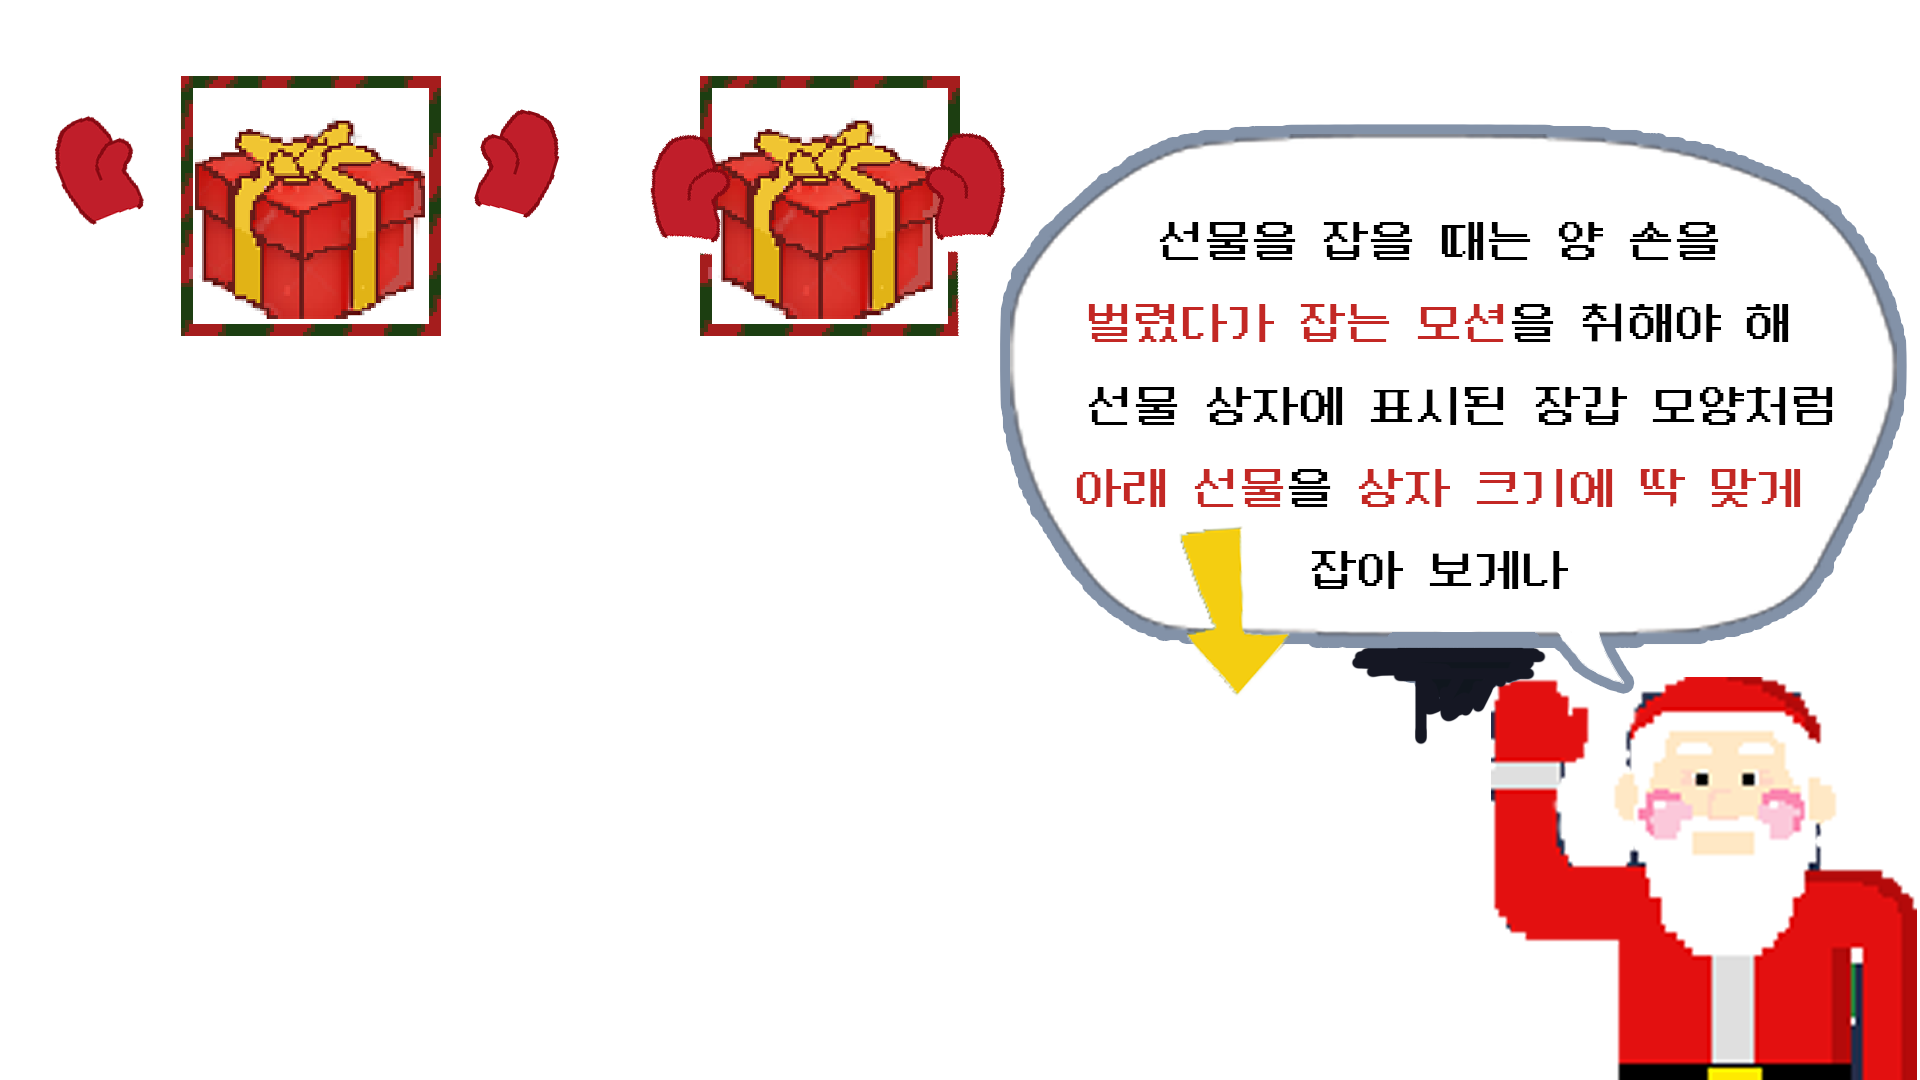 선물을 잡을 때는 양 손을
벌렸다가 잡는 모션을 취해야 해
선물 상자에 표시된 장갑 모양처럼
아래 선물을 상자 크기에 딱 맞게
잡아 보게나